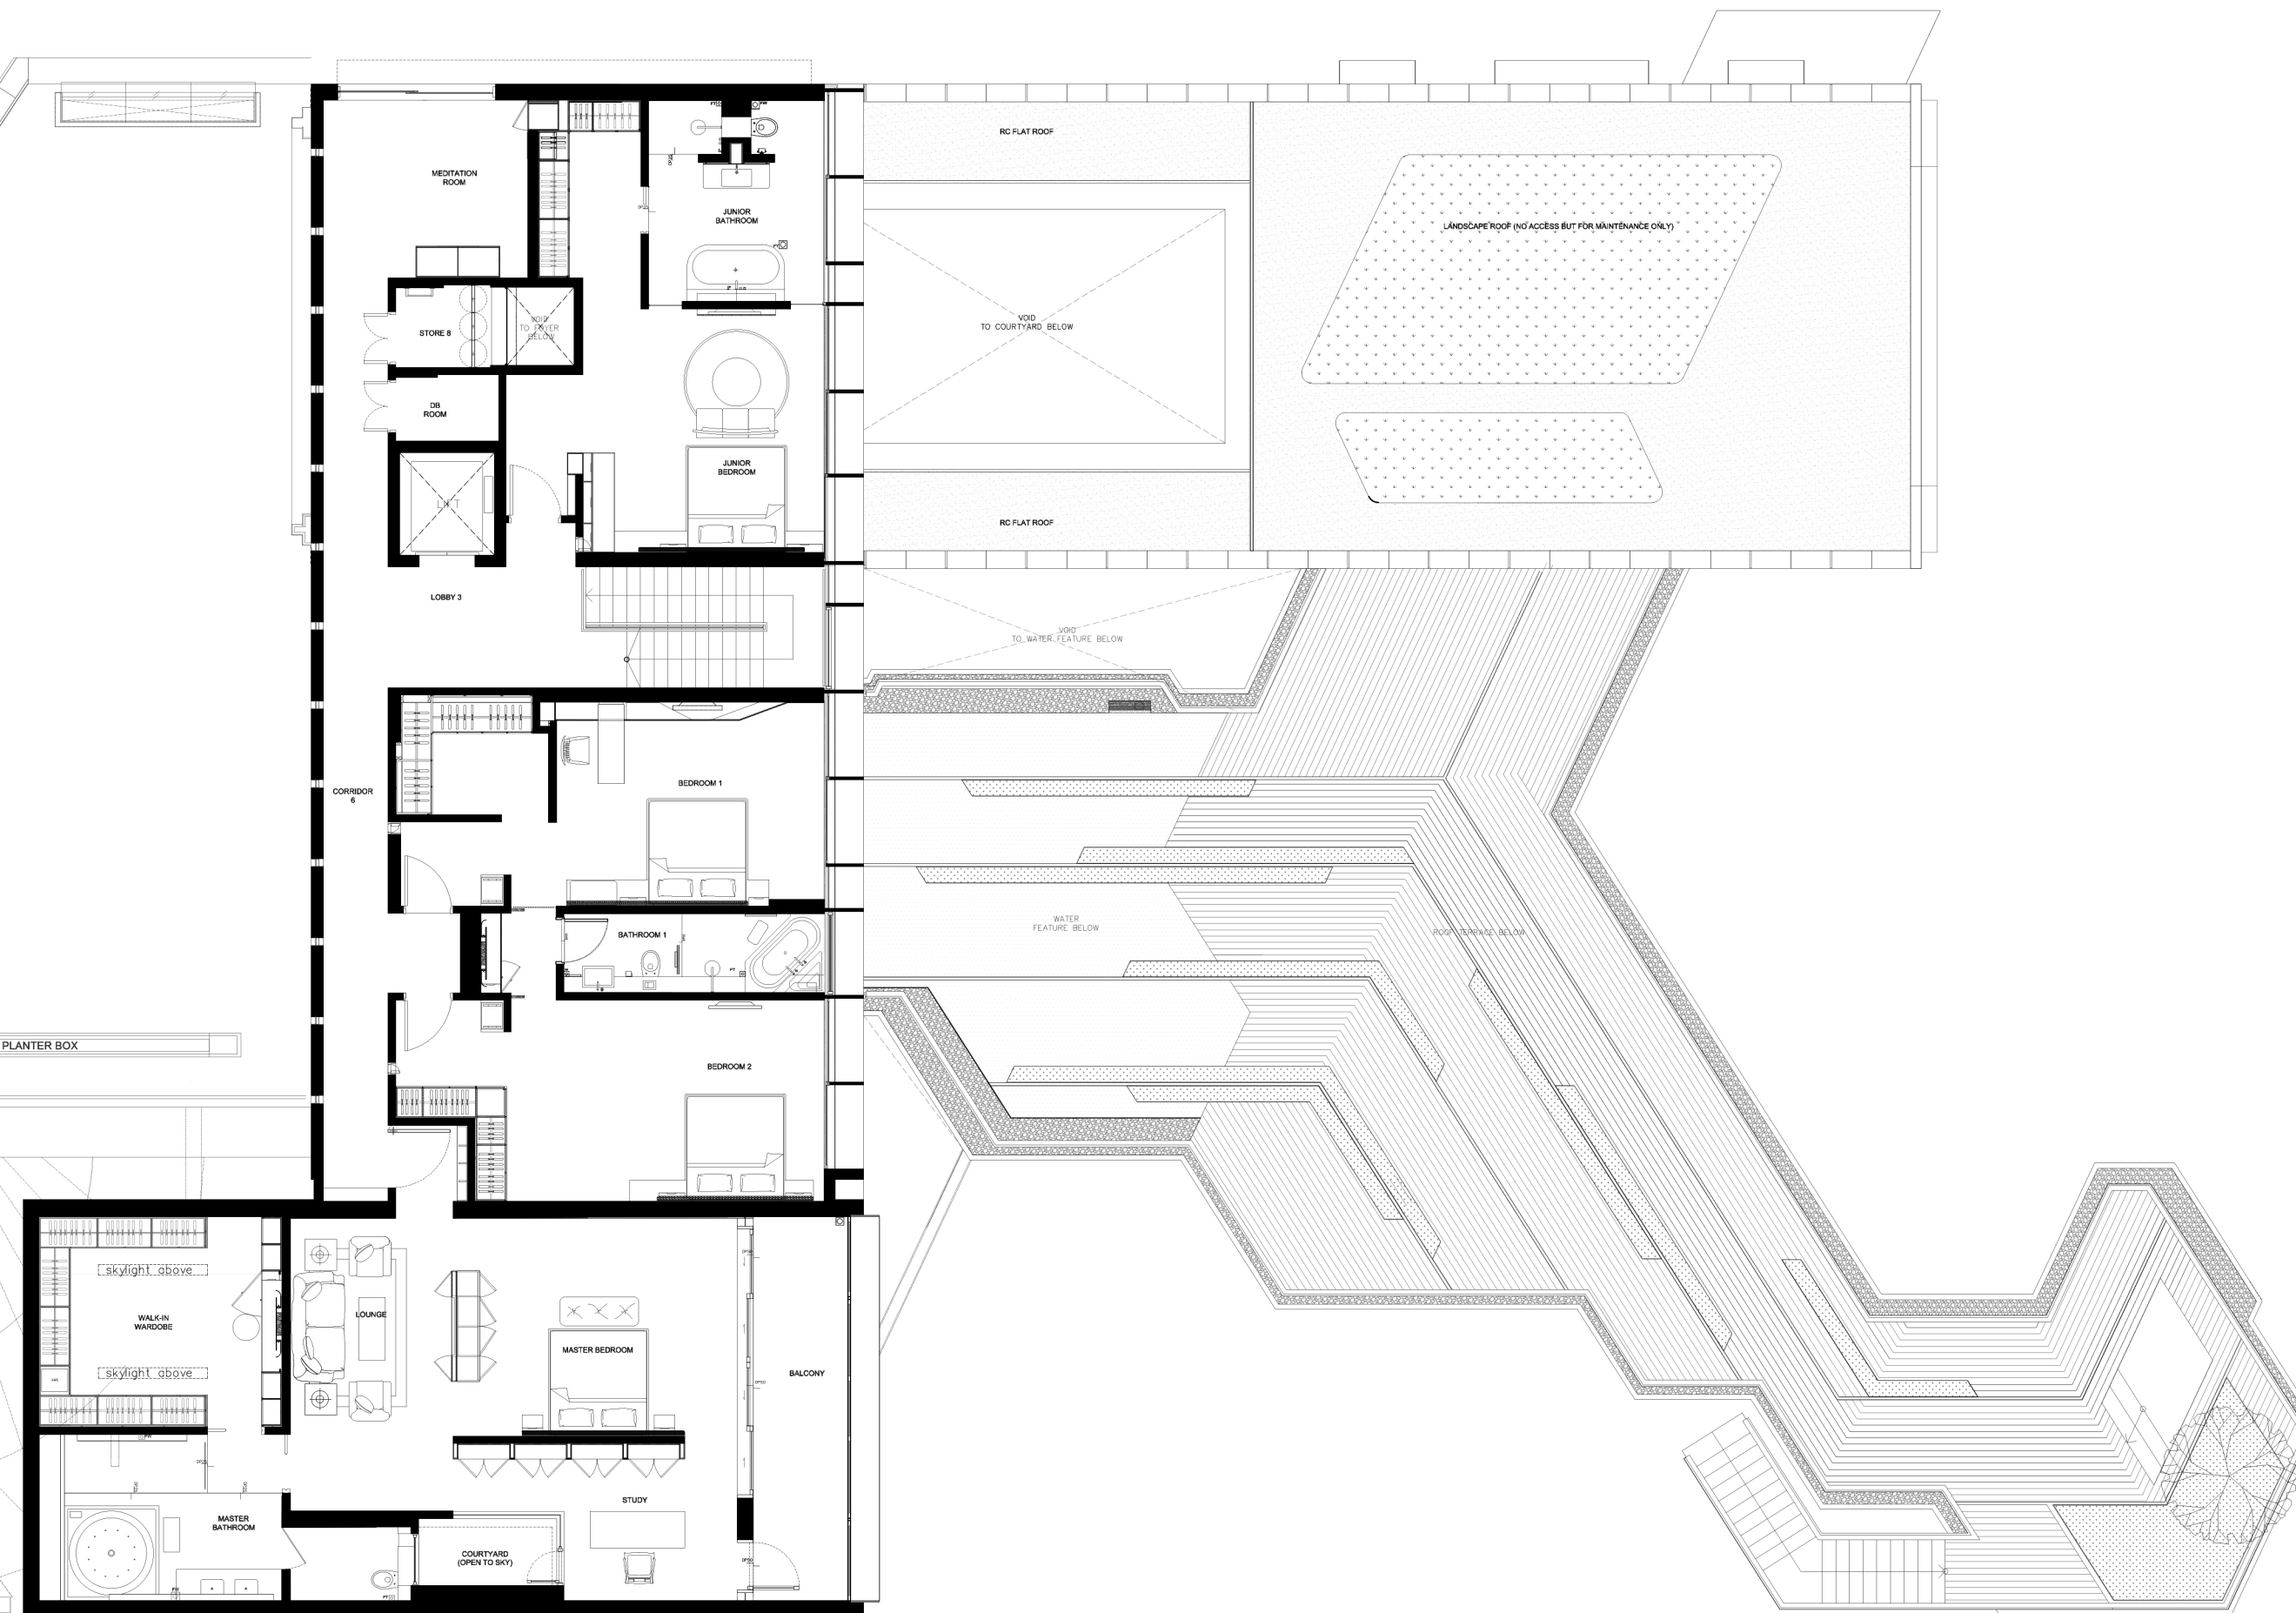 RC FLAT ROOF
MEDITATION
ROOM
JUNIOR
BATHROOM
LANDSCAPE ROOF (NO ACCESS BUT FOR MAINTENANCE ONLY)
STORE 8
VOID
TO FOYER
BELOW
VOID
TO COURTYARD BELOW
DB
ROOM
JUNIOR
BEDROOM
LIFT
RC FLAT ROOF
LOBBY 3
VOID
TO WATER FEATURE BELOW
CORRIDOR
6
BEDROOM 1
BATHROOM 1
WATER
FEATURE BELOW
ROOF TERRACE BELOW
PLANTER BOX
BEDROOM 2
skylight above
WALK-IN
WARDOBE
LOUNGE
MASTER BEDROOM
BALCONY
skylight above
STUDY
MASTER
BATHROOM
COURTYARD
(OPEN TO SKY)